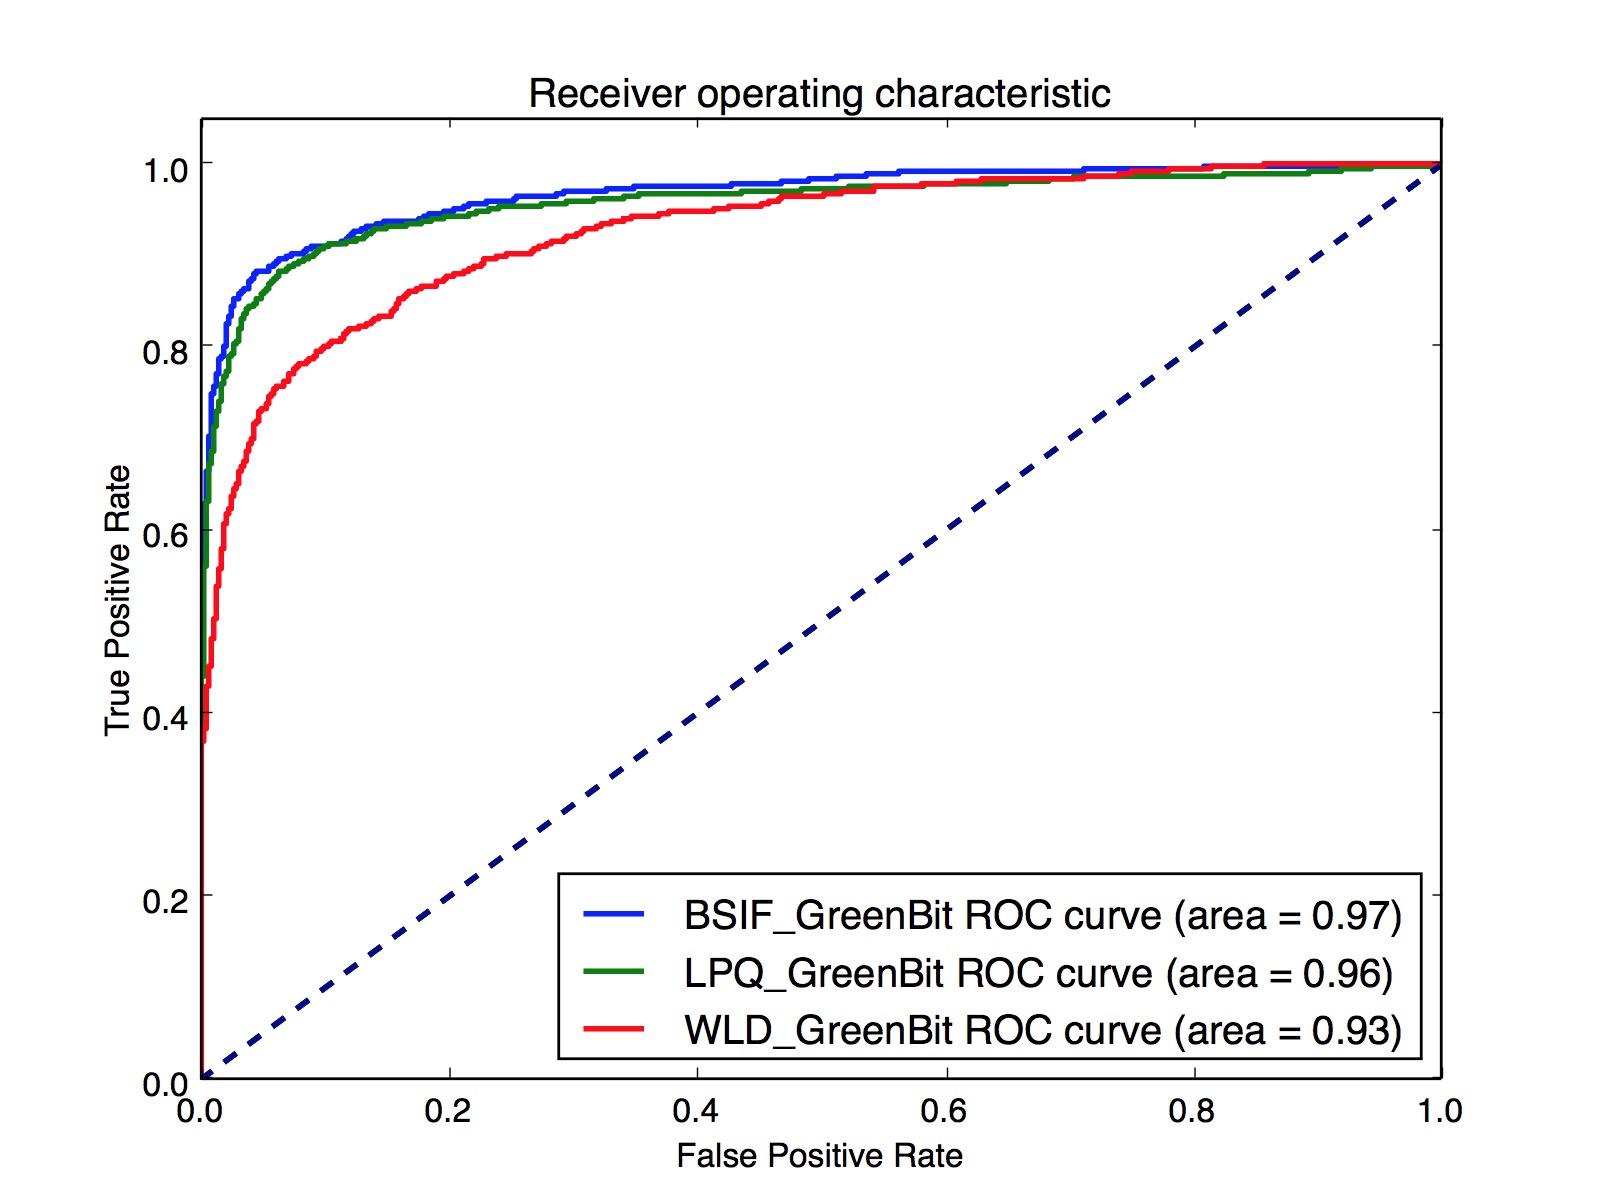 Receiver operating characteristic
True Positive Rate
1.0
0.8
0.6
0.4
0.2
0.0
BSIF_GreenBit ROC curve (area = 0.97)
LPQ_GreenBit ROC curve (area = 0.96)
WLD_GreenBit ROC curve (area = 0.93)
0.0 0.2 0.4 0.6 0.8 1.0
False Positive Rate